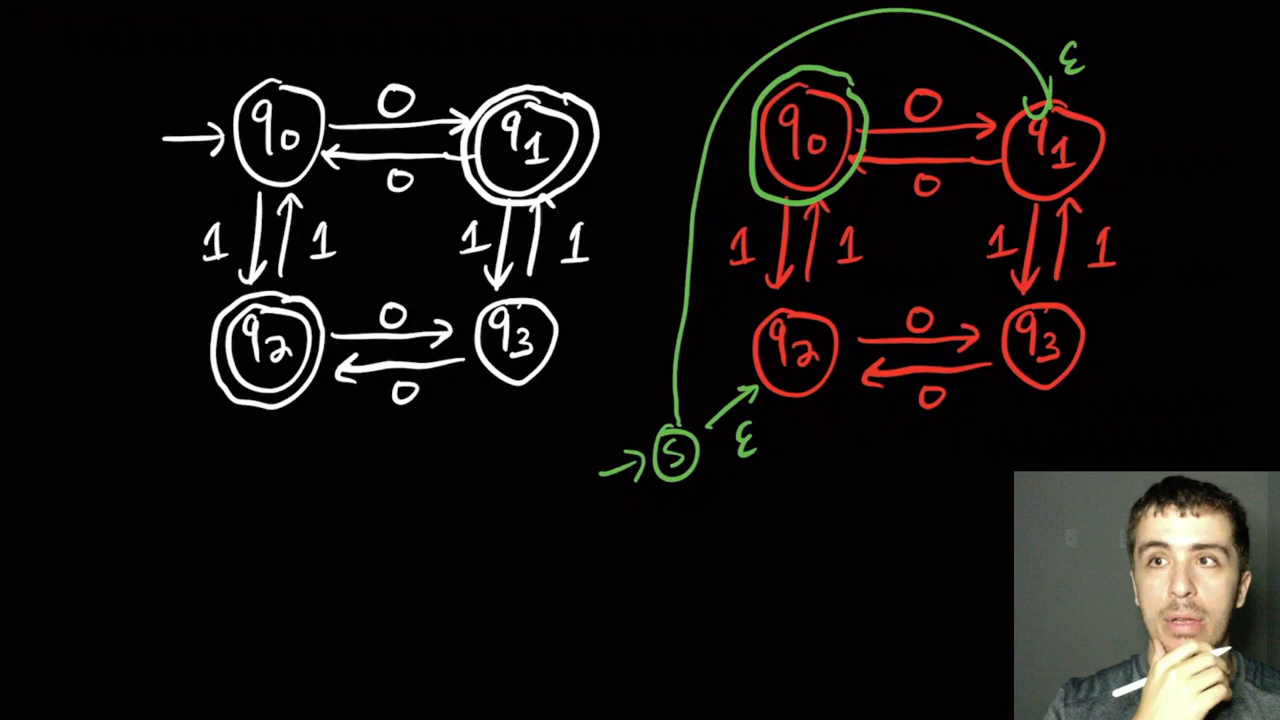 ε
0 0
q0 q1 q0 q1
0 0
1 1 1 1 1 1 1 1
0 0
q2 q3 q2 q3
0 0
S ε